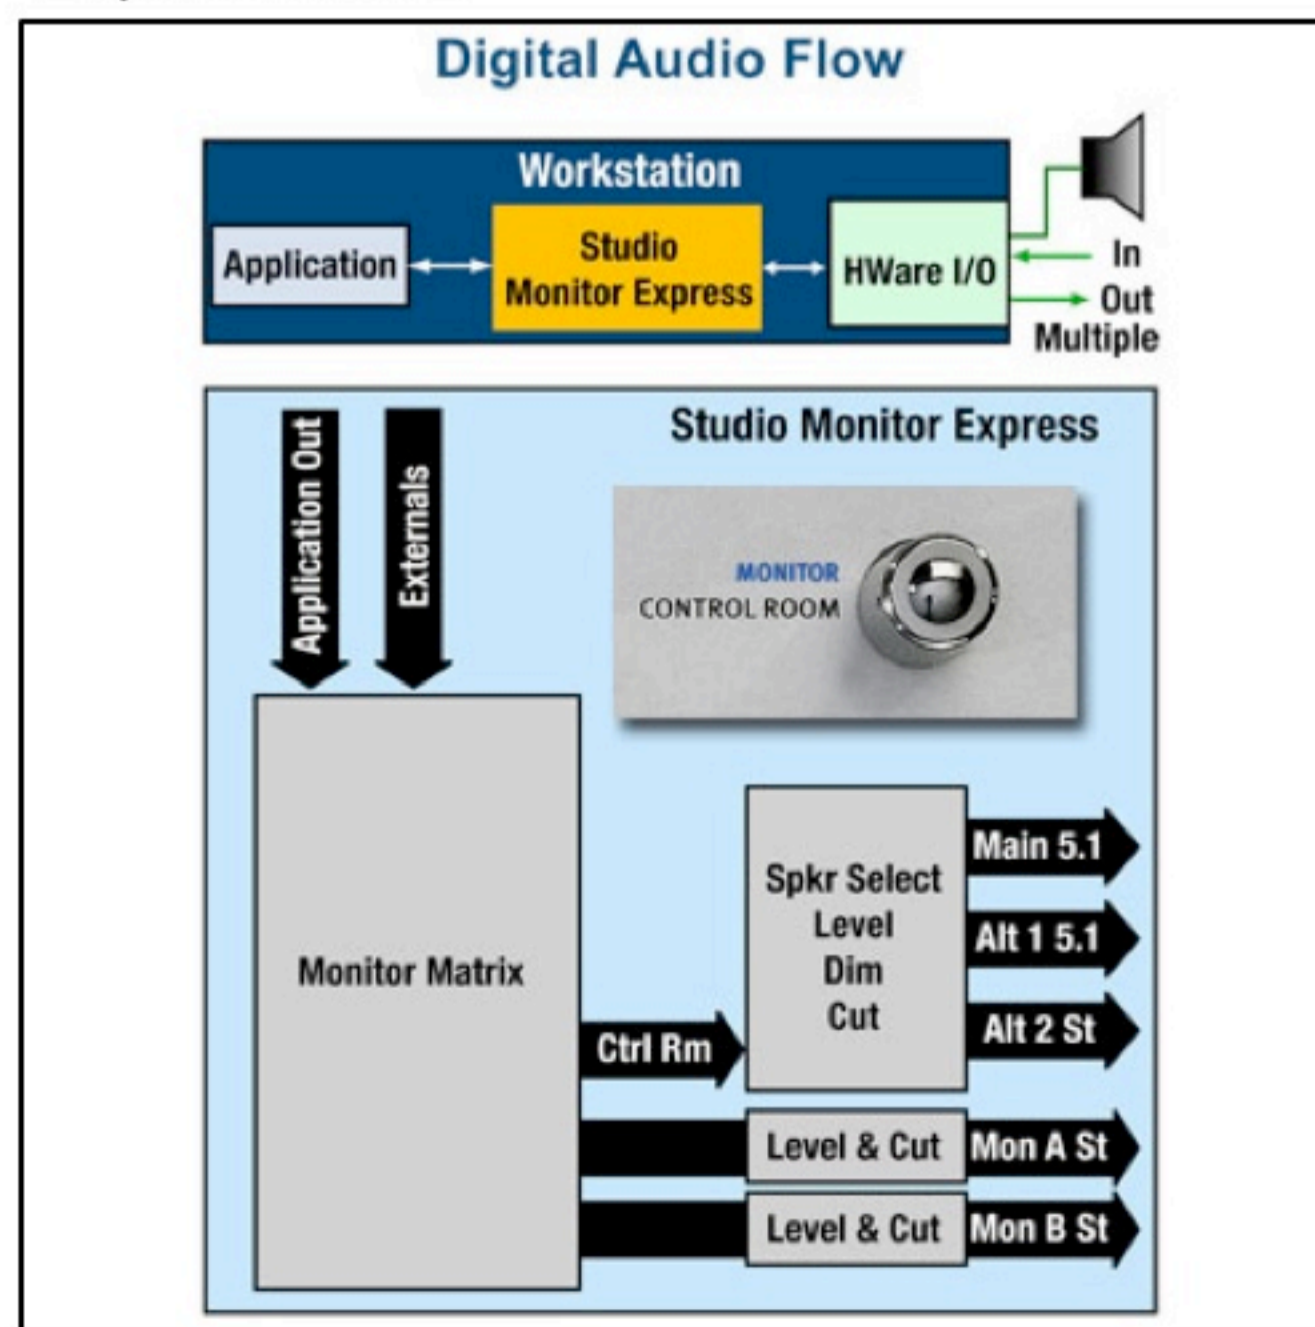 Digital Audio Flow
Workstation
Application
Studio
Monitor Express
HWare I/O
In
Out
Multiple
Studio Monitor Express
Application Out
Externals
MONITOR
CONTROL ROOM
Monitor Matrix
Ctrl Rm
Spkr Select
Level
Dim
Cut
Main 5.1
Alt 1 5.1
Alt 2 St
Level & Cut
Mon A St
Level & Cut
Mon B St